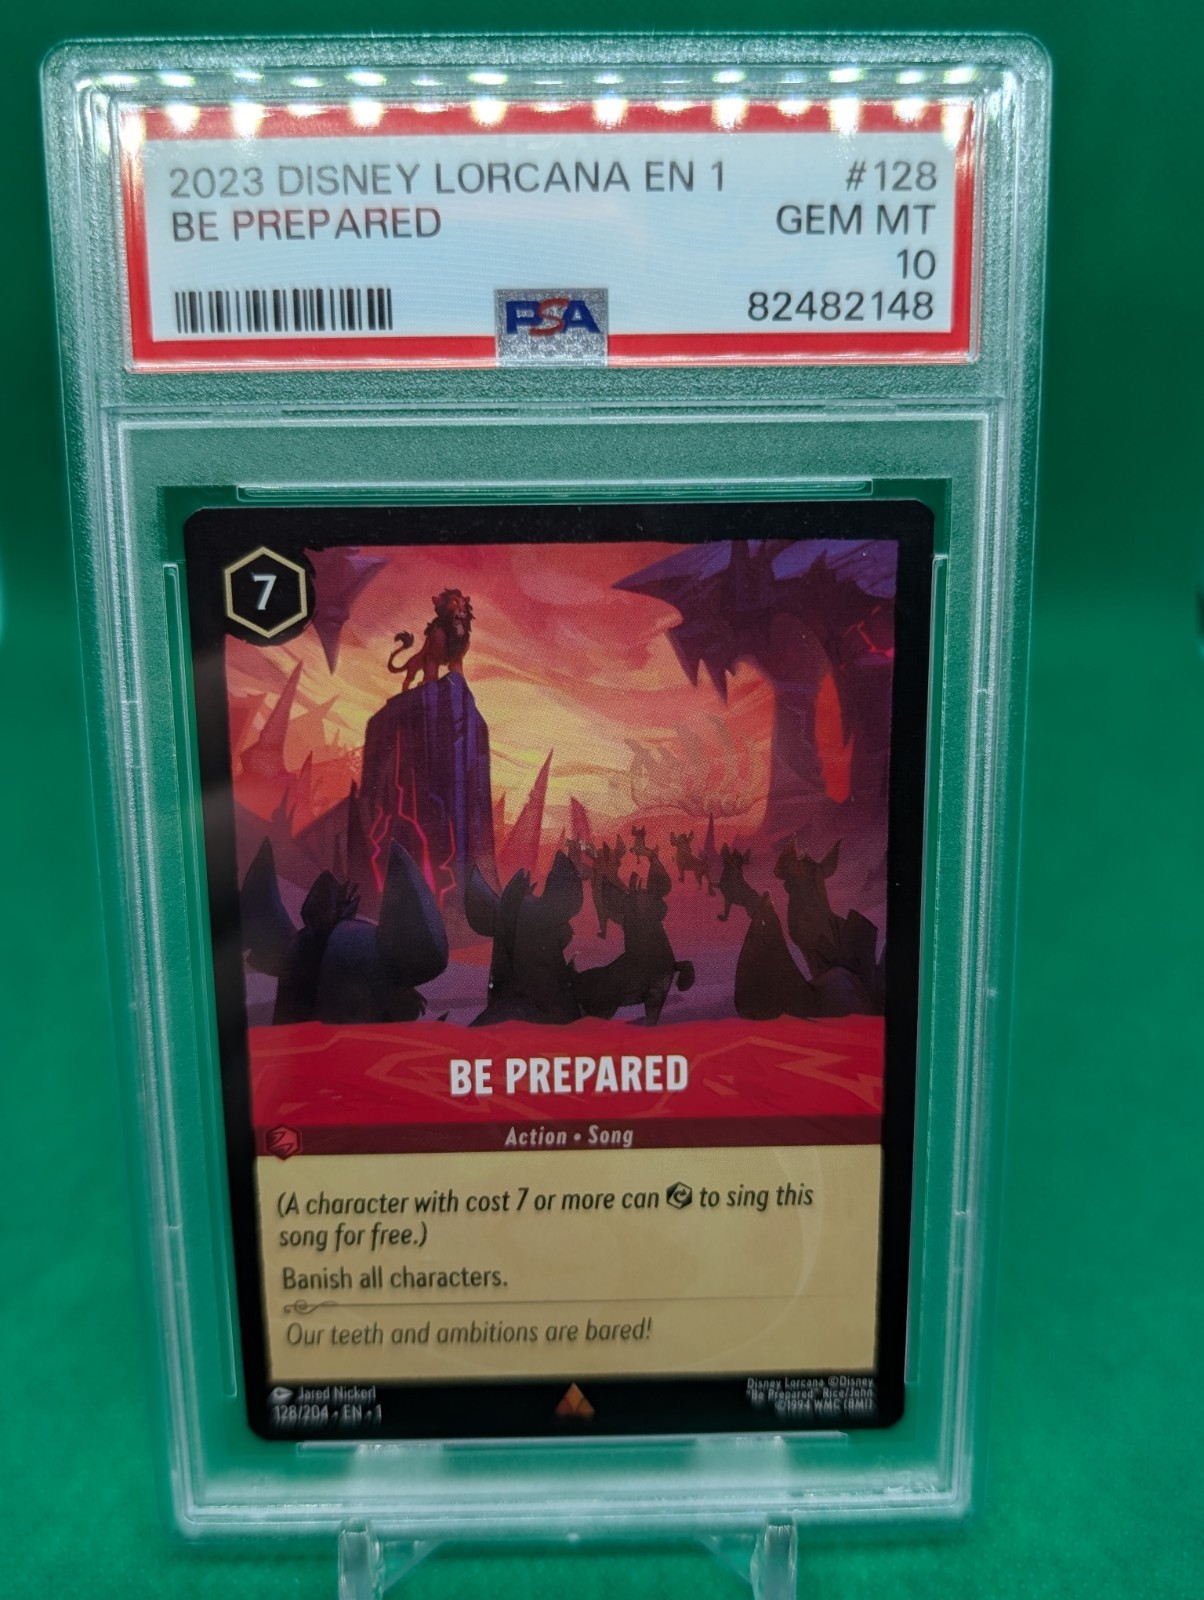 2023 DISNEY LORCANA EN 1 #128
BE PREPARED GEM MT
10
PSA 82482148
7
BE PREPARED
Action • Song
(A character with cost 7 or more can to sing this
song for free.)
Banish all characters.
Our teeth and ambitions are bared!
Jared Nickerl
128/204 • EN • 1
Disney Lorcana ©Disney
"Be Prepared" Rice/John
©1994 WMC (BMI)